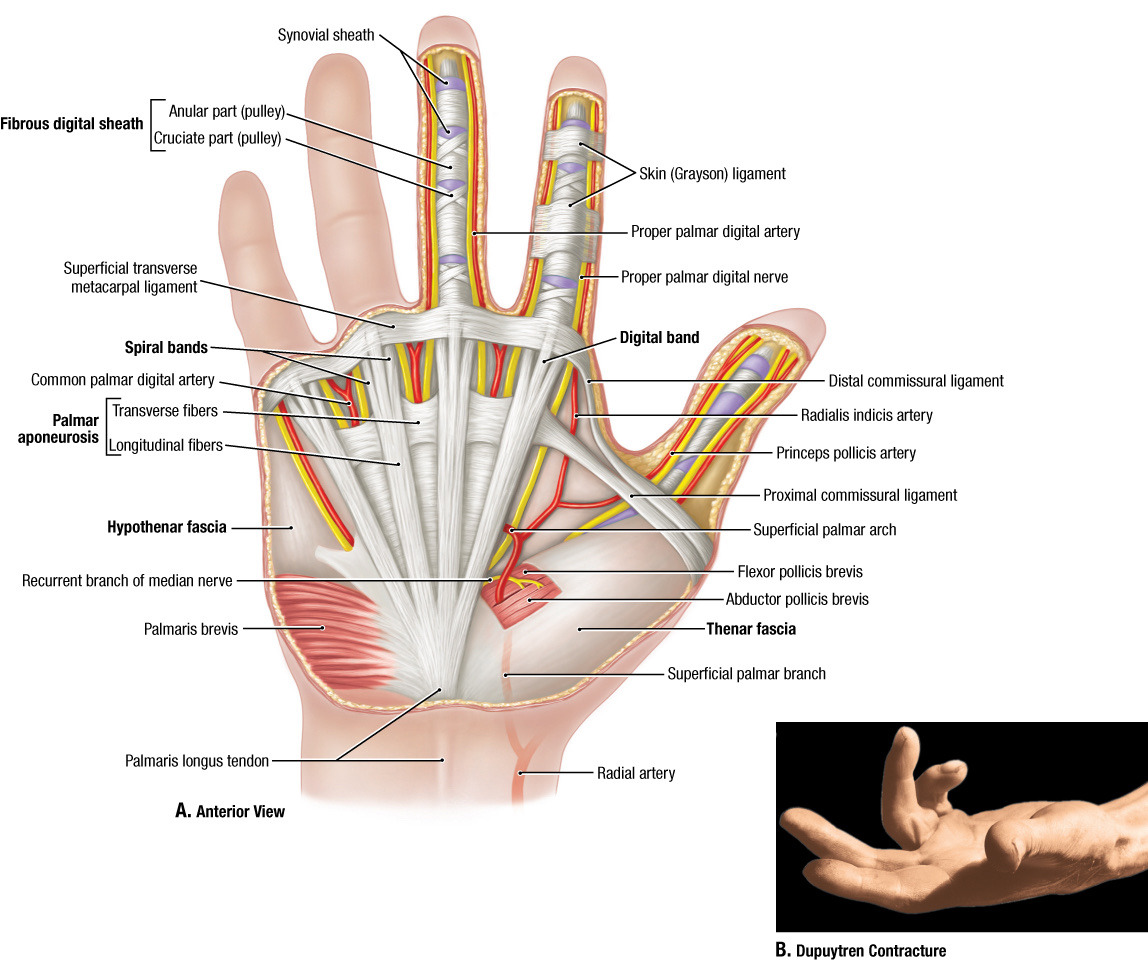 Synovial sheath
Fibrous digital sheath
Anular part (pulley)
Cruciate part (pulley)
Skin (Grayson) ligament
Proper palmar digital artery
Superficial transverse
metacarpal ligament
Proper palmar digital nerve
Digital band
Spiral bands
Common palmar digital artery
Distal commissural ligament
Palmar
aponeurosis
Transverse fibers
Longitudinal fibers
Radialis indicis artery
Princeps pollicis artery
Proximal commissural ligament
Hypothenar fascia
Superficial palmar arch
Recurrent branch of median nerve
Flexor pollicis brevis
Abductor pollicis brevis
Palmaris brevis
Thenar fascia
Superficial palmar branch
Palmaris longus tendon
Radial artery
A. Anterior View
B. Dupuytren Contracture